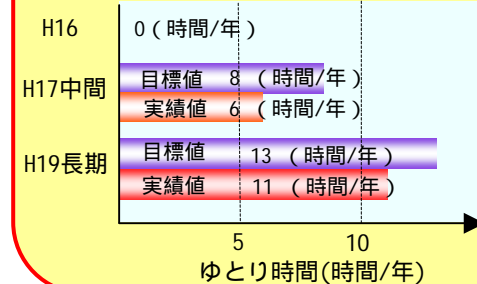 H16 0(時間/年)
H17中間
目標値 8 (時間/年)
実績値 6 (時間/年)
H19長期
目標値 13 (時間/年)
実績値 11 (時間/年)
5 10
ゆとり時間(時間/年)